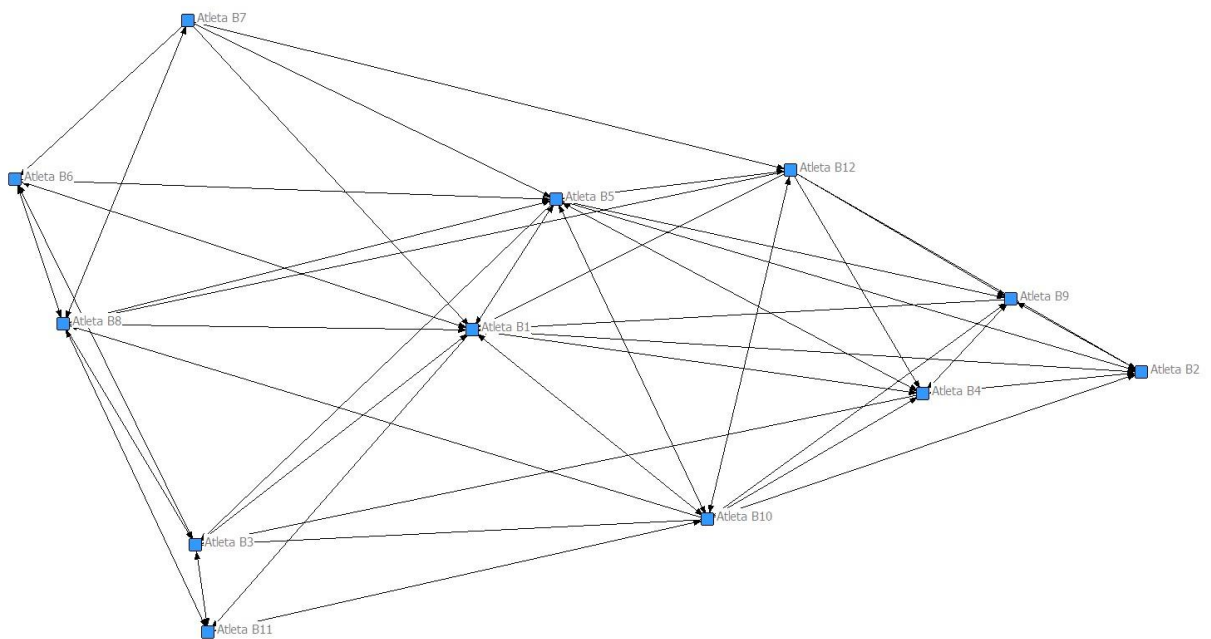 Atleta B7
Atleta B12
Atleta B6
Atleta B5
Atleta B9
Atleta B8
Atleta B1
Atleta B2
Atleta B4
Atleta B10
Atleta B3
Atleta B11